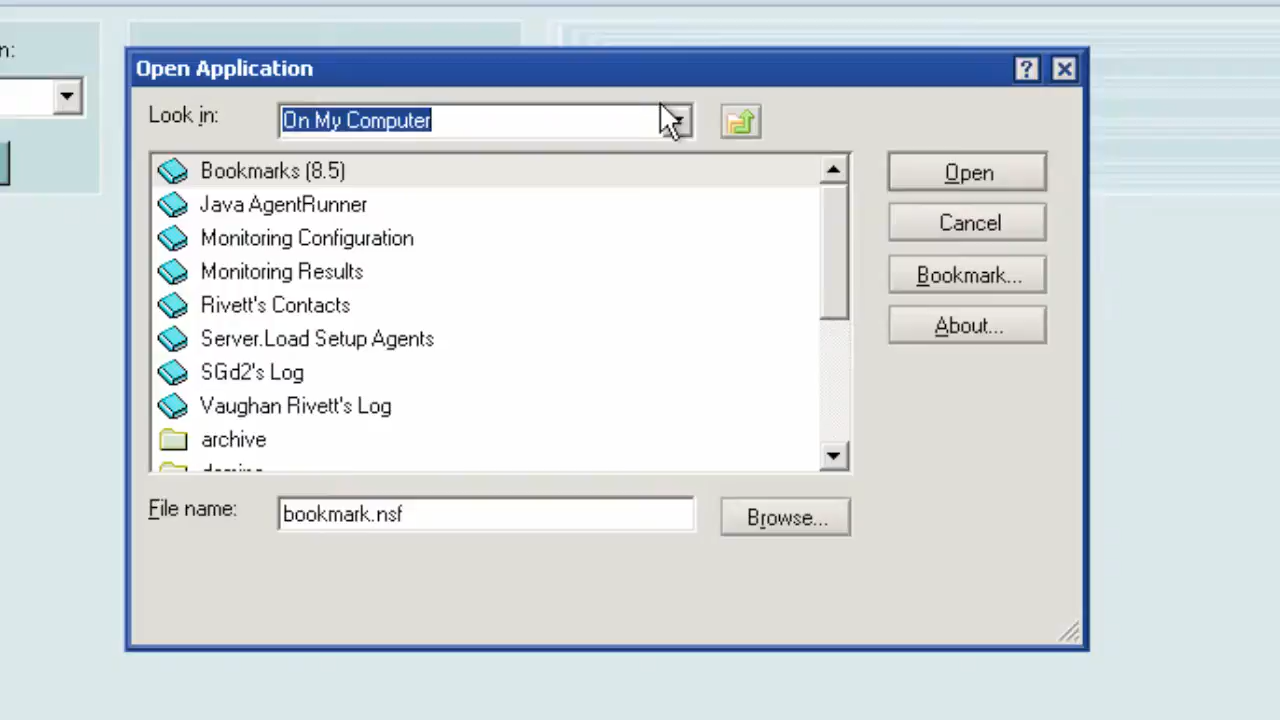 n:
Open Application
Look in:
On My Computer
Bookmarks (8.5)
Java AgentRunner
Monitoring Configuration
Monitoring Results
Rivett's Contacts
Server.Load Setup Agents
SGd2's Log
Vaughan Rivett's Log
archive
Open
Cancel
Bookmark...
About...
File name:
bookmark.nsf
Browse...